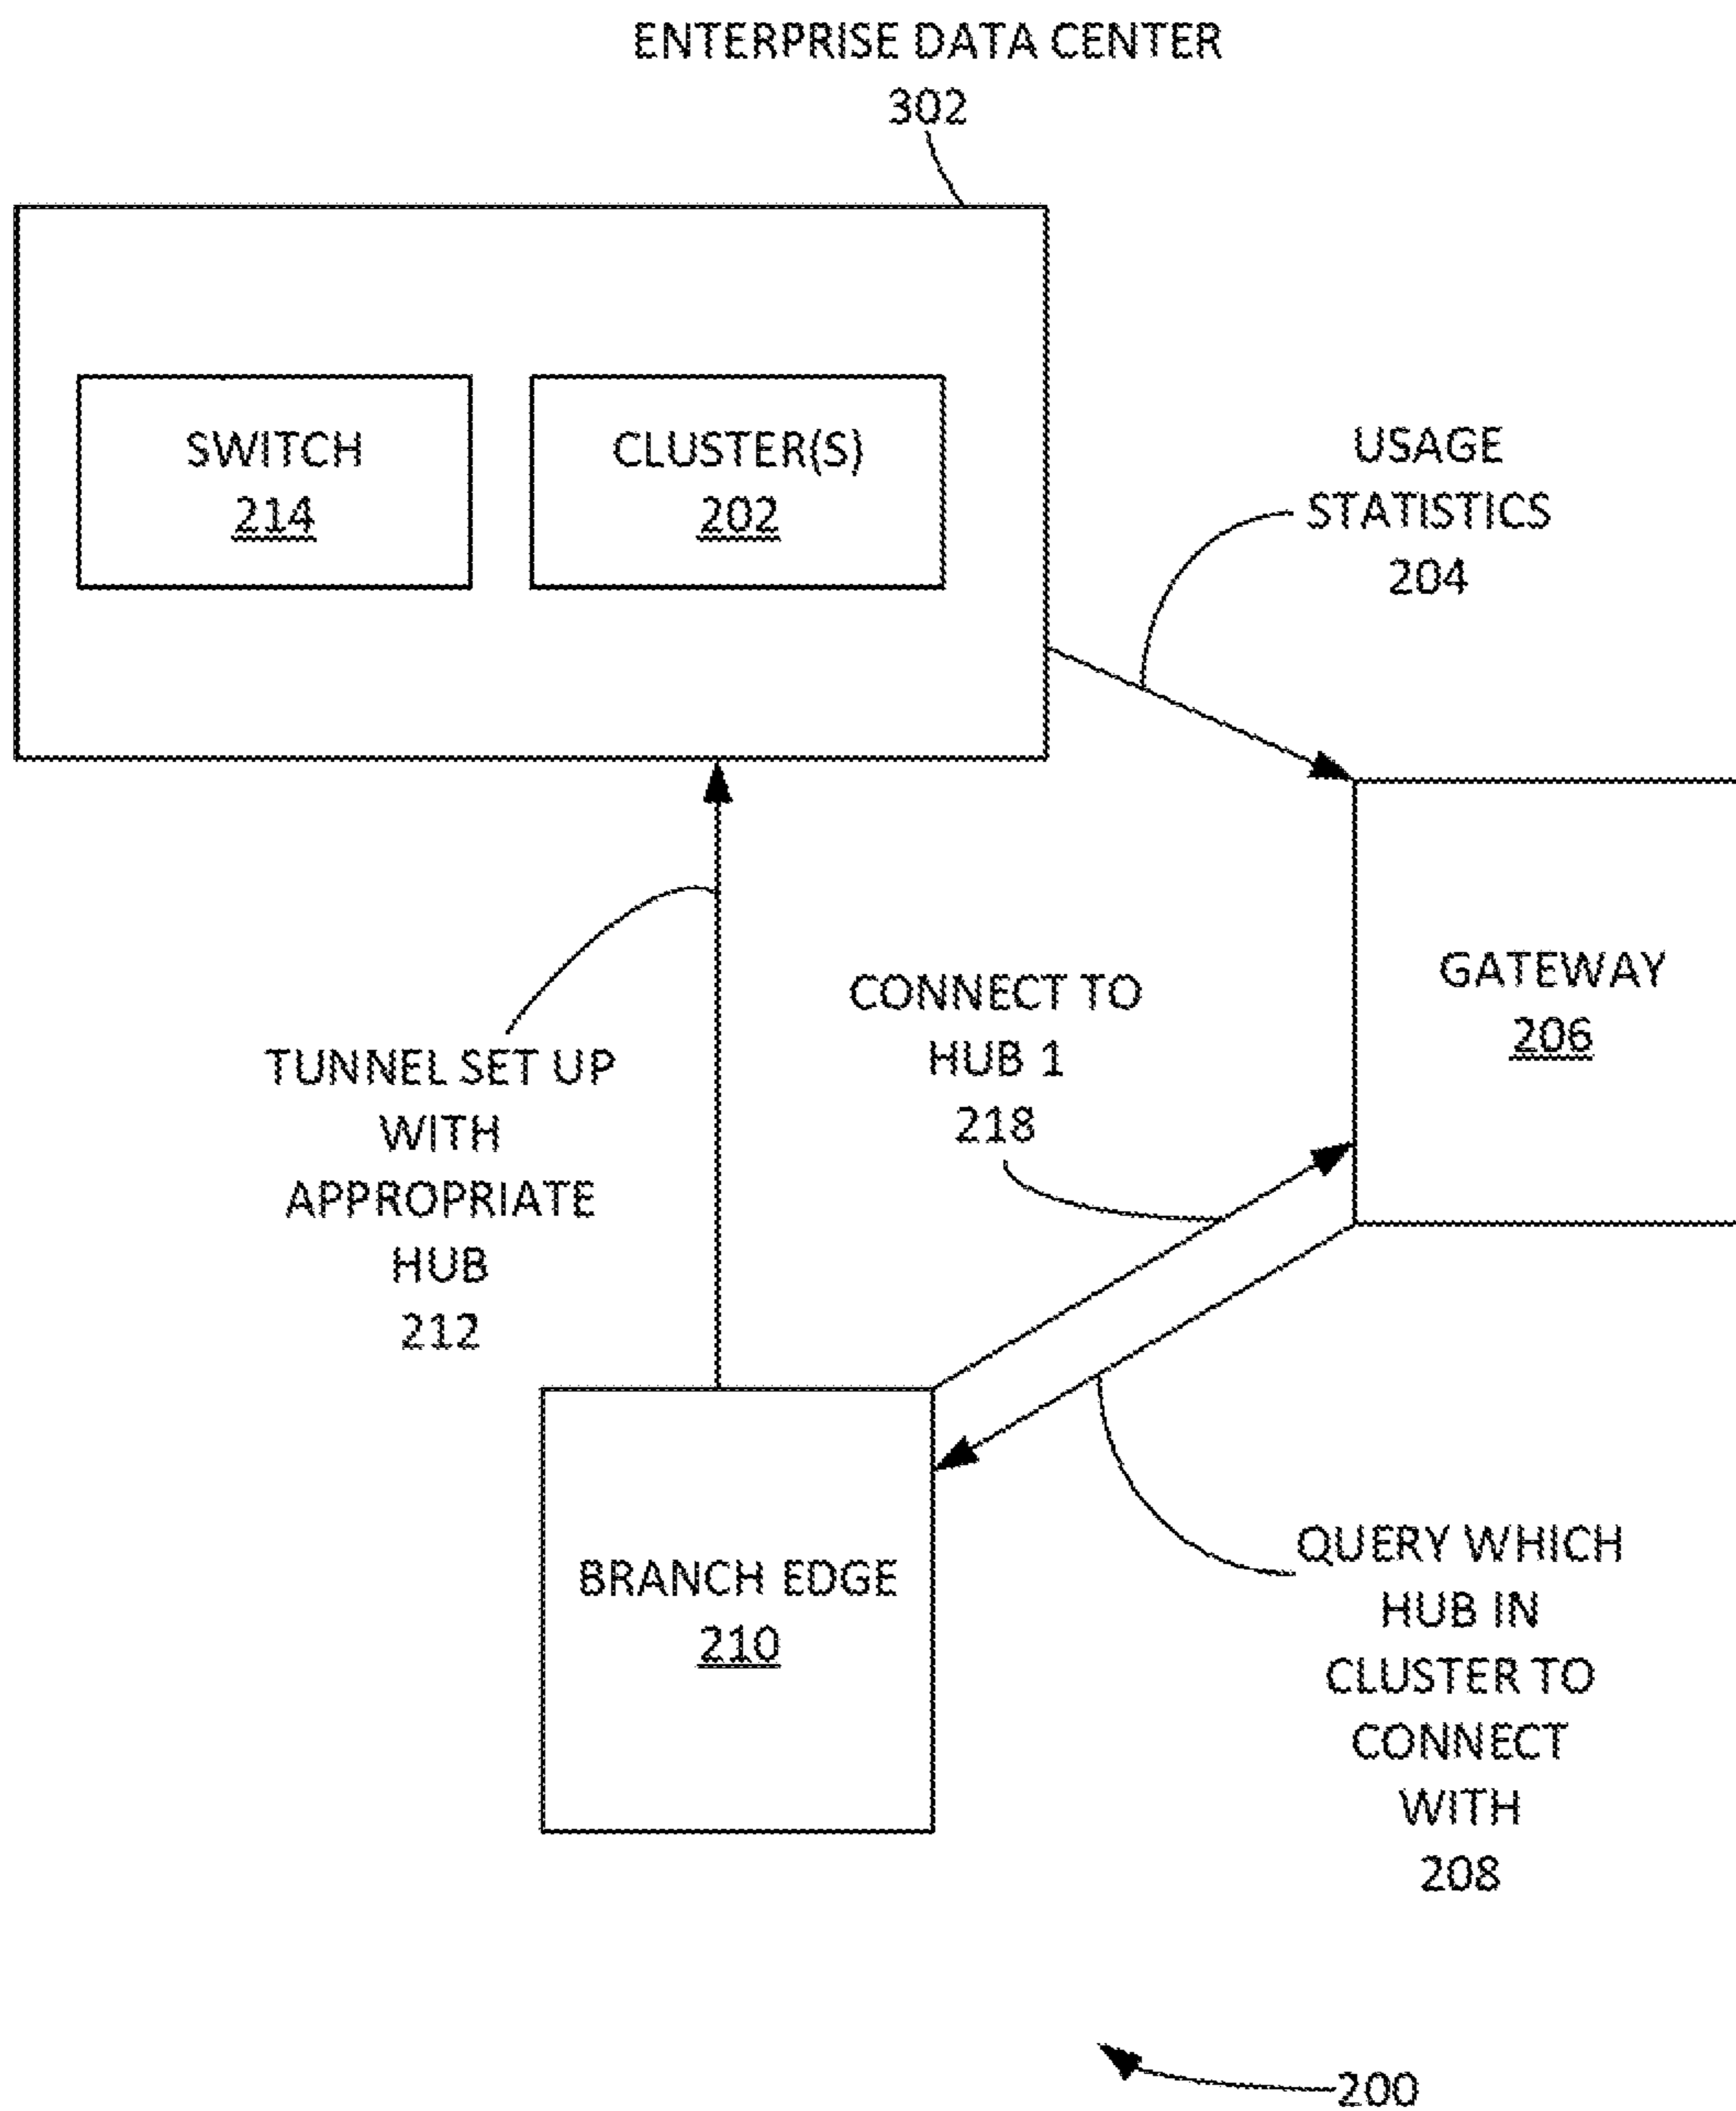 ENTERPRISE DATA CENTER
302
SWITCH
214
CLUSTER(S)
202
USAGE
STATISTICS
204
GATEWAY
206
CONNECT TO
HUB 1
218
TUNNEL SET UP
WITH
APPROPRIATE
HUB
212
BRANCH EDGE
210
QUERY WHICH
HUB IN
CLUSTER TO
CONNECT
WITH
208
200